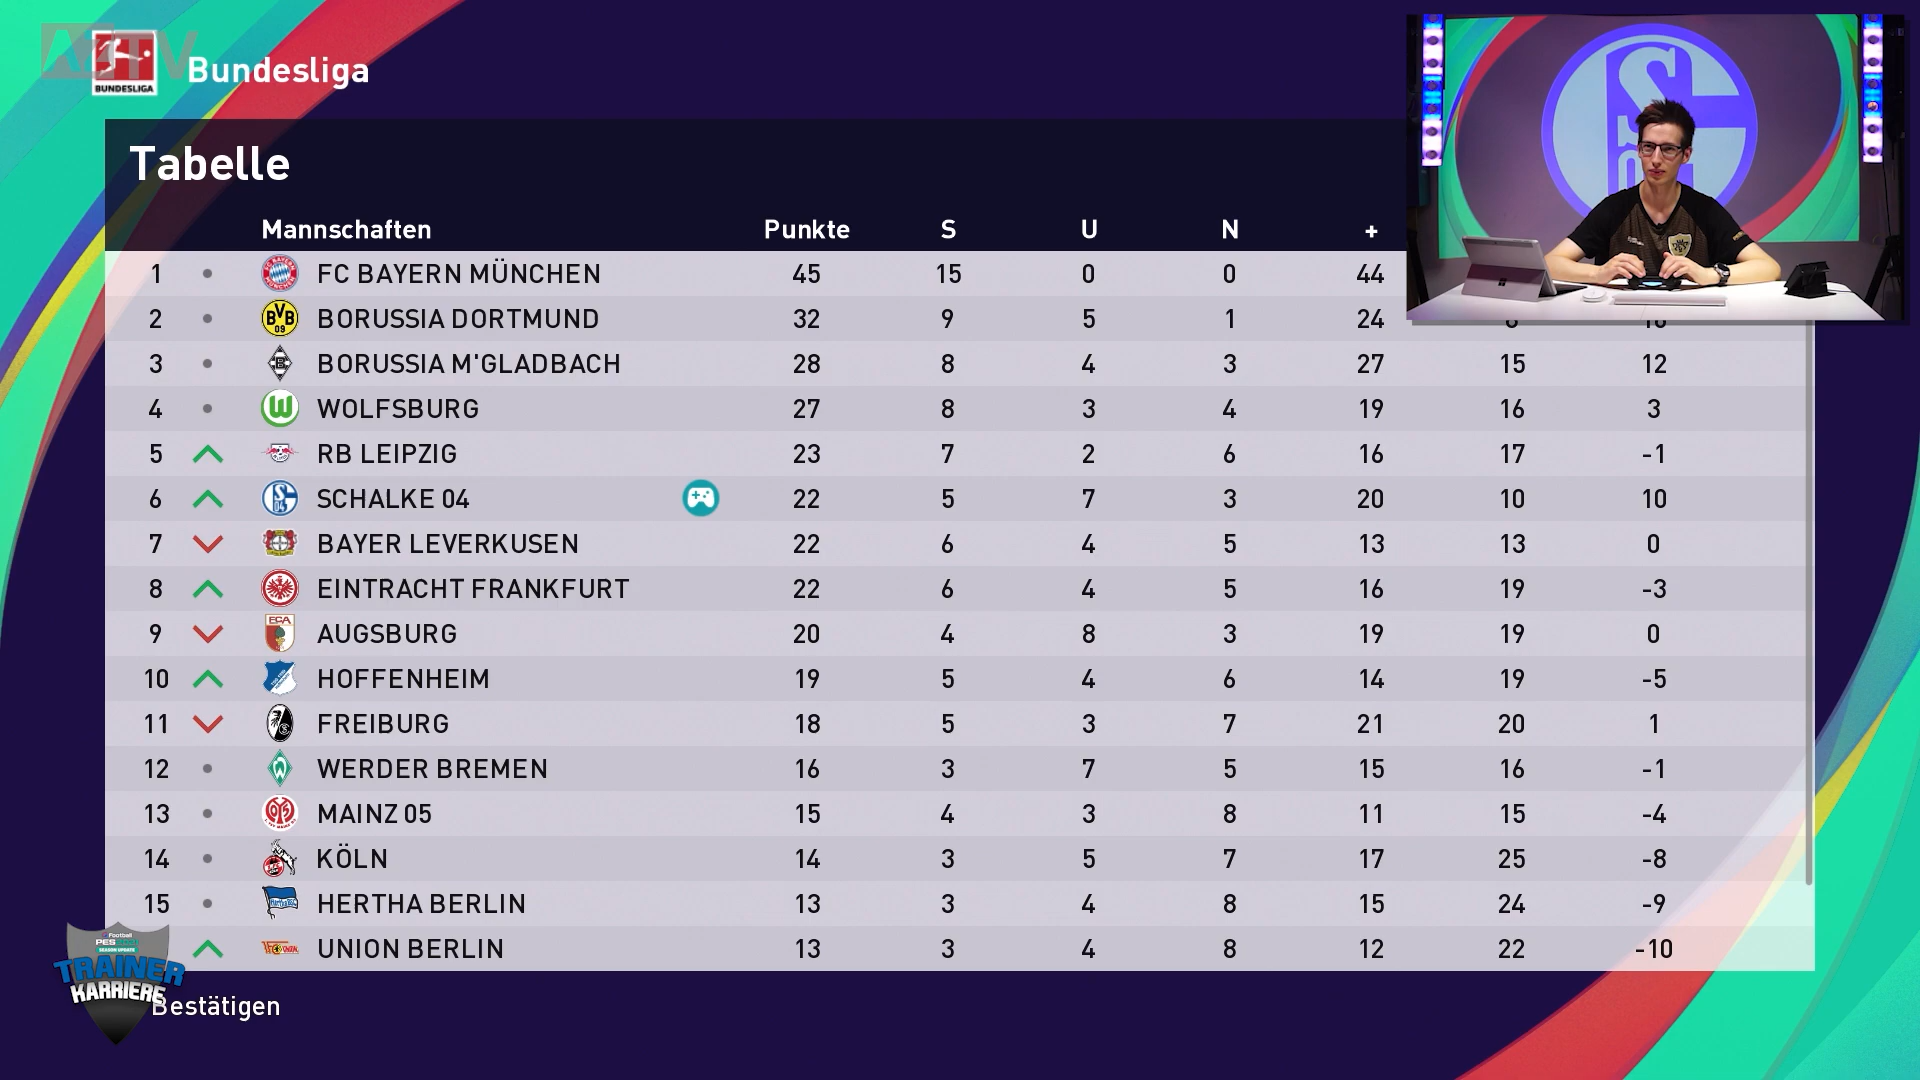 Bundesliga
BUNDESLIGA
Tabelle
Mannschaften Punkte S U N +
1 FC BAYERN MÜNCHEN 45 15 0 0 44
2 BORUSSIA DORTMUND 32 9 5 1 24
3 BORUSSIA M'GLADBACH 28 8 4 3 27 15 12
4 WOLFSBURG 27 8 3 4 19 16 3
5 RB LEIPZIG 23 7 2 6 16 17 -1
6 SCHALKE 04 22 5 7 3 20 10 10
7 BAYER LEVERKUSEN 22 6 4 5 13 13 0
8 EINTRACHT FRANKFURT 22 6 4 5 16 19 -3
9 AUGSBURG 20 4 8 3 19 19 0
10 HOFFENHEIM 19 5 4 6 14 19 -5
11 FREIBURG 18 5 3 7 21 20 1
12 WERDER BREMEN 16 3 7 5 15 16 -1
13 MAINZ 05 15 4 3 8 11 15 -4
14 KÖLN 14 3 5 7 17 25 -8
15 HERTHA BERLIN 13 3 4 8 15 24 -9
UNION BERLIN 13 3 4 8 12 22 -10
TRAINER
KARRIERE
Bestätigen